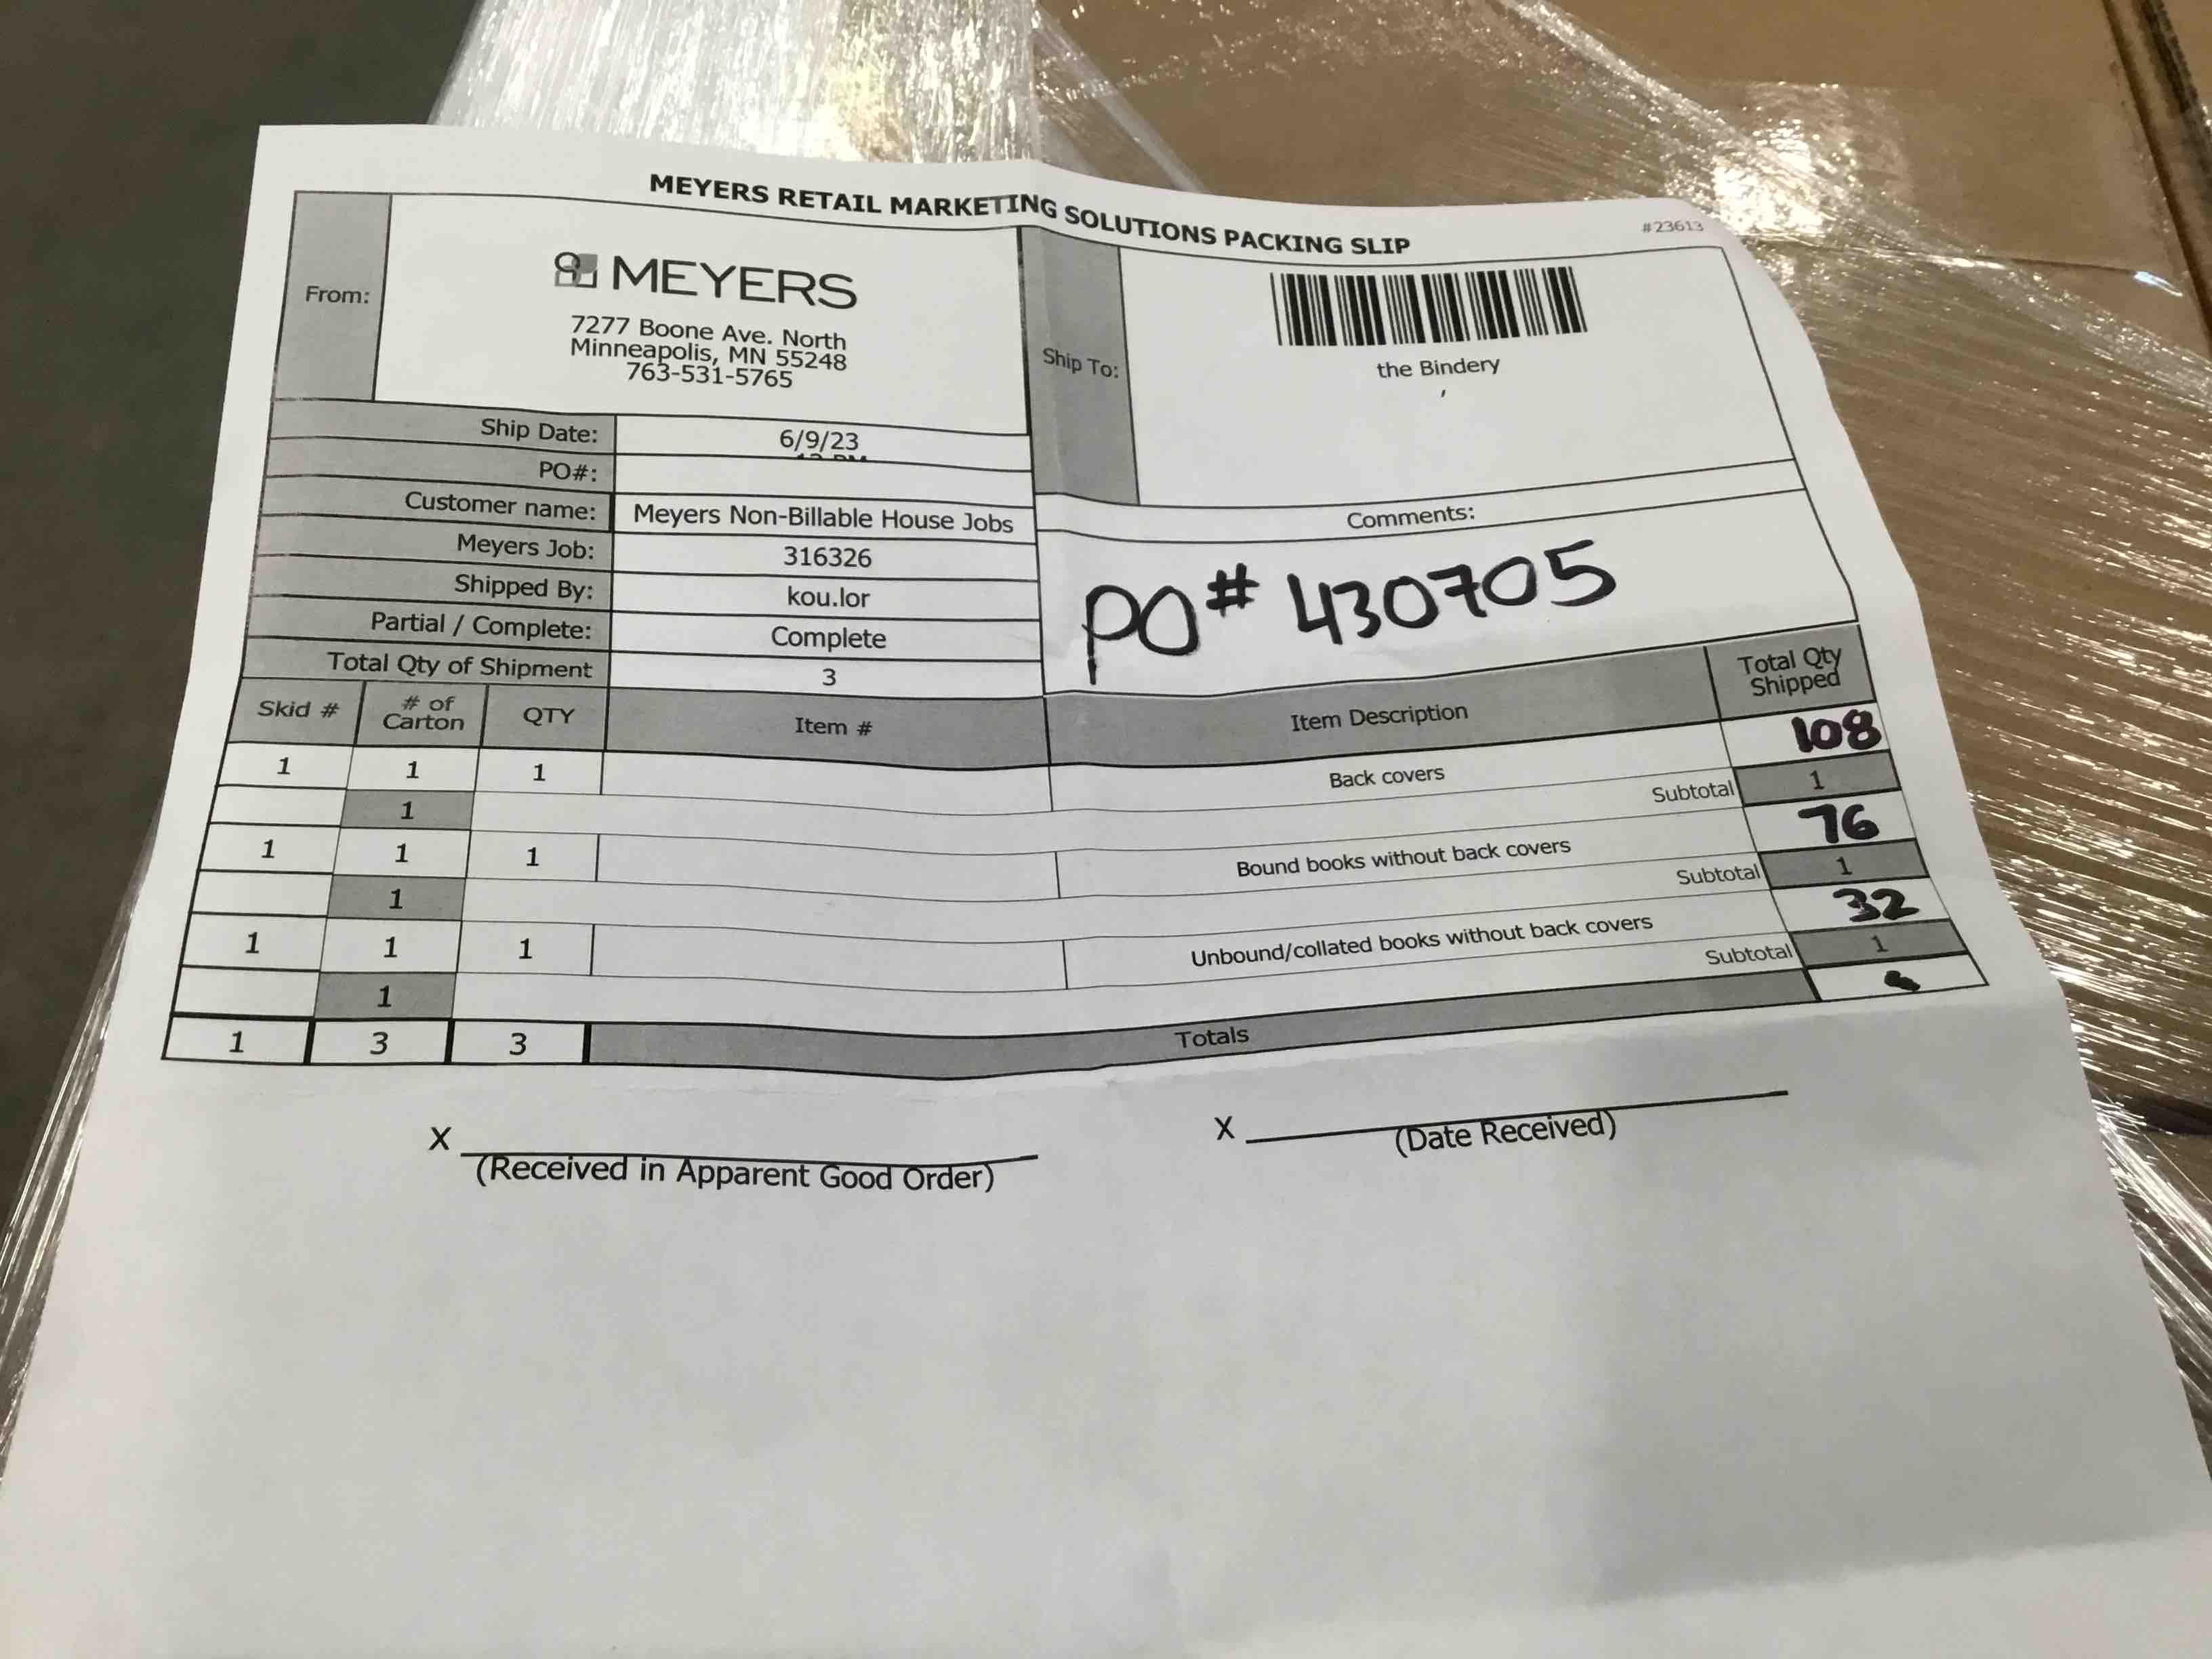 MEYERS RETAIL MARKETING SOLUTIONS PACKING SLIP
#23613
From:
MEYERS
7277 Boone Ave. North
Minneapolis, MN 55248
763-531-5765
Ship To:
the Bindery
,
Ship Date: 6/9/23
PO#:
Customer name: Meyers Non-Billable House Jobs
Meyers Job: 316326
Shipped By: kou.lor
Partial / Complete: Complete
Total Qty of Shipment 3
Comments:
PO# 430705
Skid # # of Carton QTY Item # Item Description Total Qty Shipped
1 1 1 Back covers 108
1 Subtotal 1
1 1 1 Bound books without back covers 76
1 Subtotal 1
1 1 1 Unbound/collated books without back covers 32
1 Subtotal 1
1 3 3 Totals
X
(Received in Apparent Good Order)
X
(Date Received)